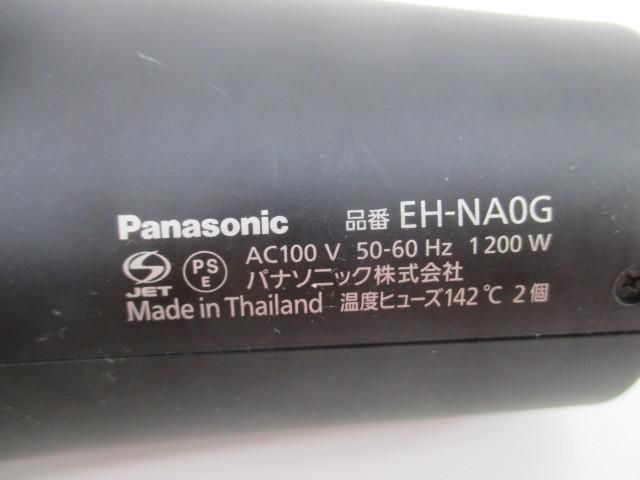 Panasonic 品番 EH-NA0G
AC100 V 50-60 Hz 1200 W
JET PS E パナソニック株式会社
Made in Thailand 温度ヒューズ142℃ 2個